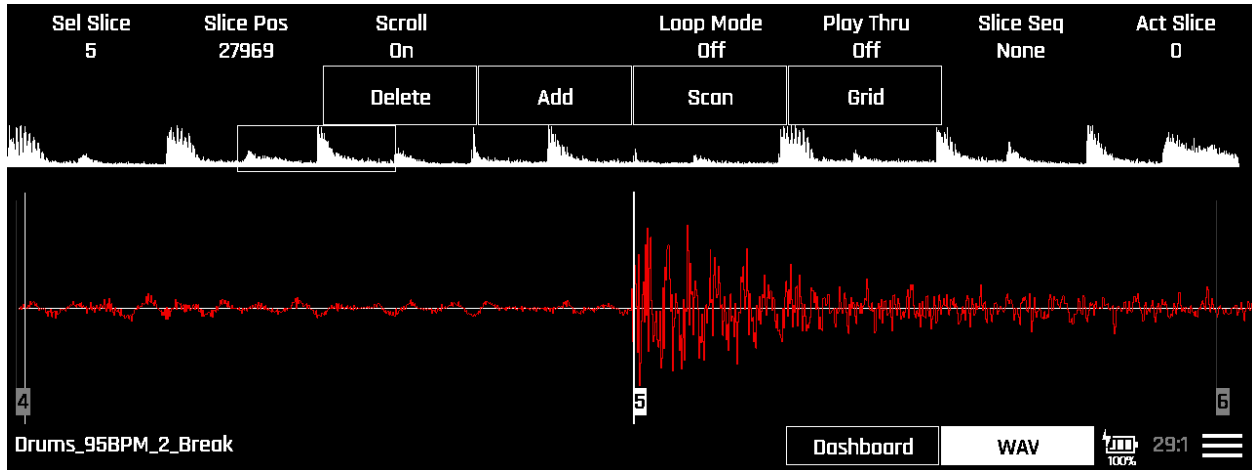 Sel Slice Slice Pos Scroll Loop Mode Play Thru Slice Seq Act Slice
5 27969 On Off Off None 0
Delete Add Scan Grid
4 5 6
Drums_95BPM_2_Break Dashboard WAV 100% 29:1